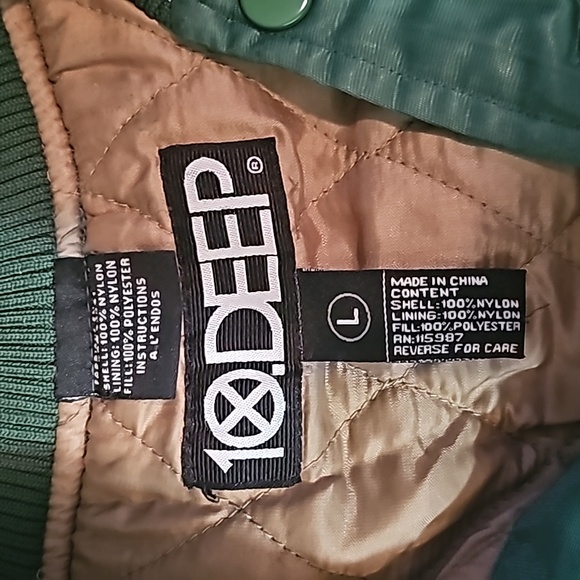 10.DEEP®
L
MADE IN CHINA
CONTENT
SHELL:100%NYLON
LINING:100%NYLON
FILL:100%POLYESTER
RN:115987
REVERSE FOR CARE
SHELL: 100% NYLON
LINING: 100% NYLON
FILL:100% POLYESTER
INSTRUCTIONS
A L'ENDOS